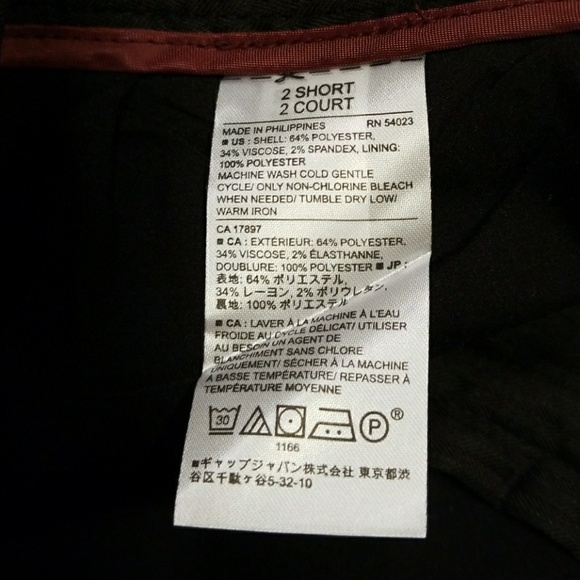 2 SHORT
2 COURT
MADE IN PHILIPPINES RN 54023
■ US : SHELL: 64% POLYESTER,
34% VISCOSE, 2% SPANDEX, LINING:
100% POLYESTER
MACHINE WASH COLD GENTLE
CYCLE/ ONLY NON-CHLORINE BLEACH
WHEN NEEDED/ TUMBLE DRY LOW/
WARM IRON
CA 17897
■ CA : EXTÉRIEUR: 64% POLYESTER,
34% VISCOSE, 2% ÉLASTHANNE,
DOUBLURE: 100% POLYESTER ■ JP :
表地: 64% ポリエステル,
34% レーヨン, 2% ポリウレタン,
裏地: 100% ポリエステル
■ CA : LAVER À LA MACHINE À L'EAU
FROIDE AU CYCLE DÉLICAT/ UTILISER
AU BESOIN UN AGENT DE
BLANCHIMENT SANS CHLORE
UNIQUEMENT/ SÉCHER À LA MACHINE
À BASSE TEMPÉRATURE/ REPASSER À
TEMPÉRATURE MOYENNE
30 P ®
1166
■ギャップジャパン株式会社 東京都渋
谷区千駄ヶ谷5-32-10